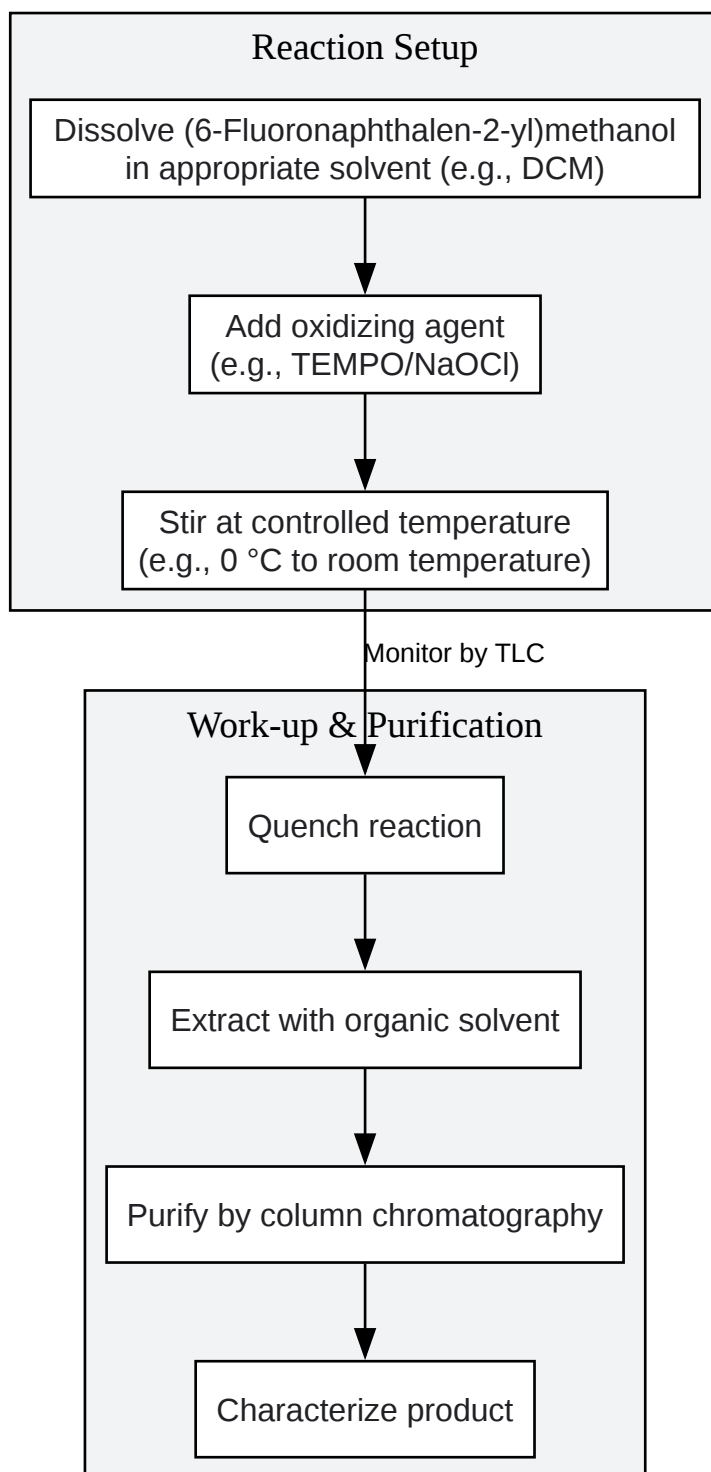 Reaction Setup
Dissolve (6-Fluoronaphthalen-2-yl)methanol
in appropriate solvent (e.g., DCM)
Add oxidizing agent
(e.g., TEMPO/NaOCl)
Stir at controlled temperature
(e.g., 0 °C to room temperature)
Monitor by TLC
Work-up & Purification
Quench reaction
Extract with organic solvent
Purify by column chromatography
Characterize product